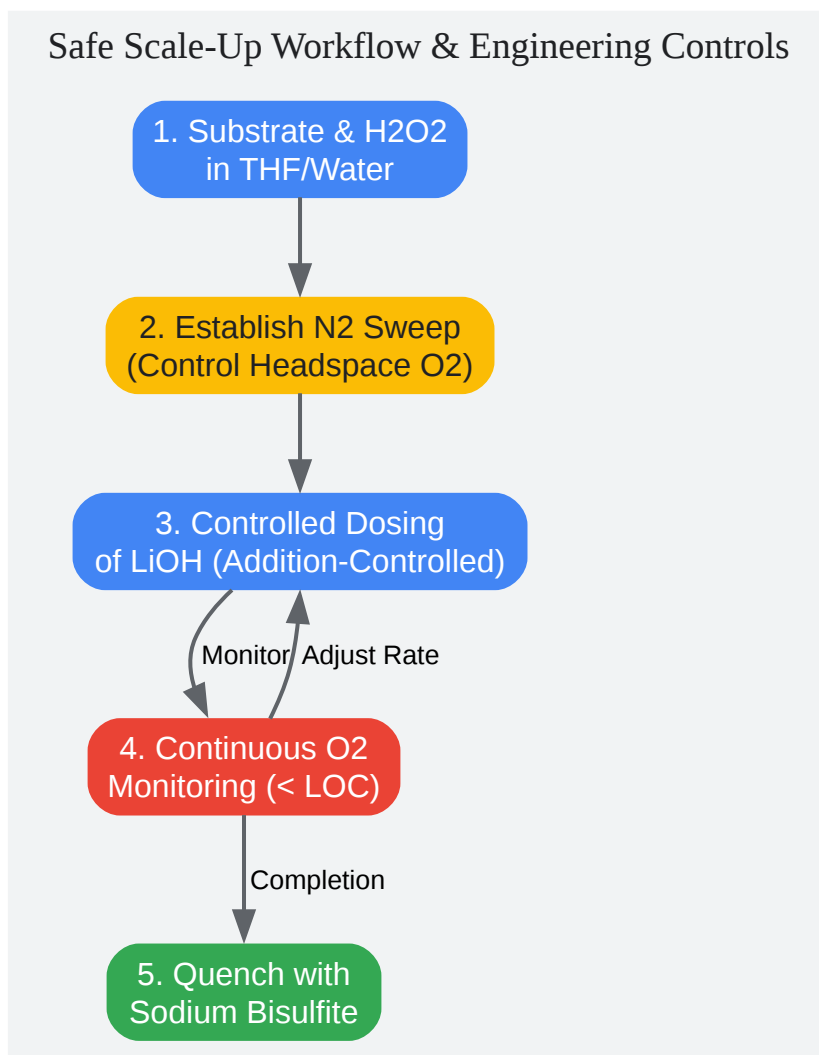 Safe Scale-Up Workflow & Engineering Controls
1. Substrate & H2O2
in THF/Water
2. Establish N2 Sweep
(Control Headspace O2)
3. Controlled Dosing
of LiOH (Addition-Controlled)
Monitor
Adjust Rate
4. Continuous O2
Monitoring (< LOC)
Completion
5. Quench with
Sodium Bisulfite